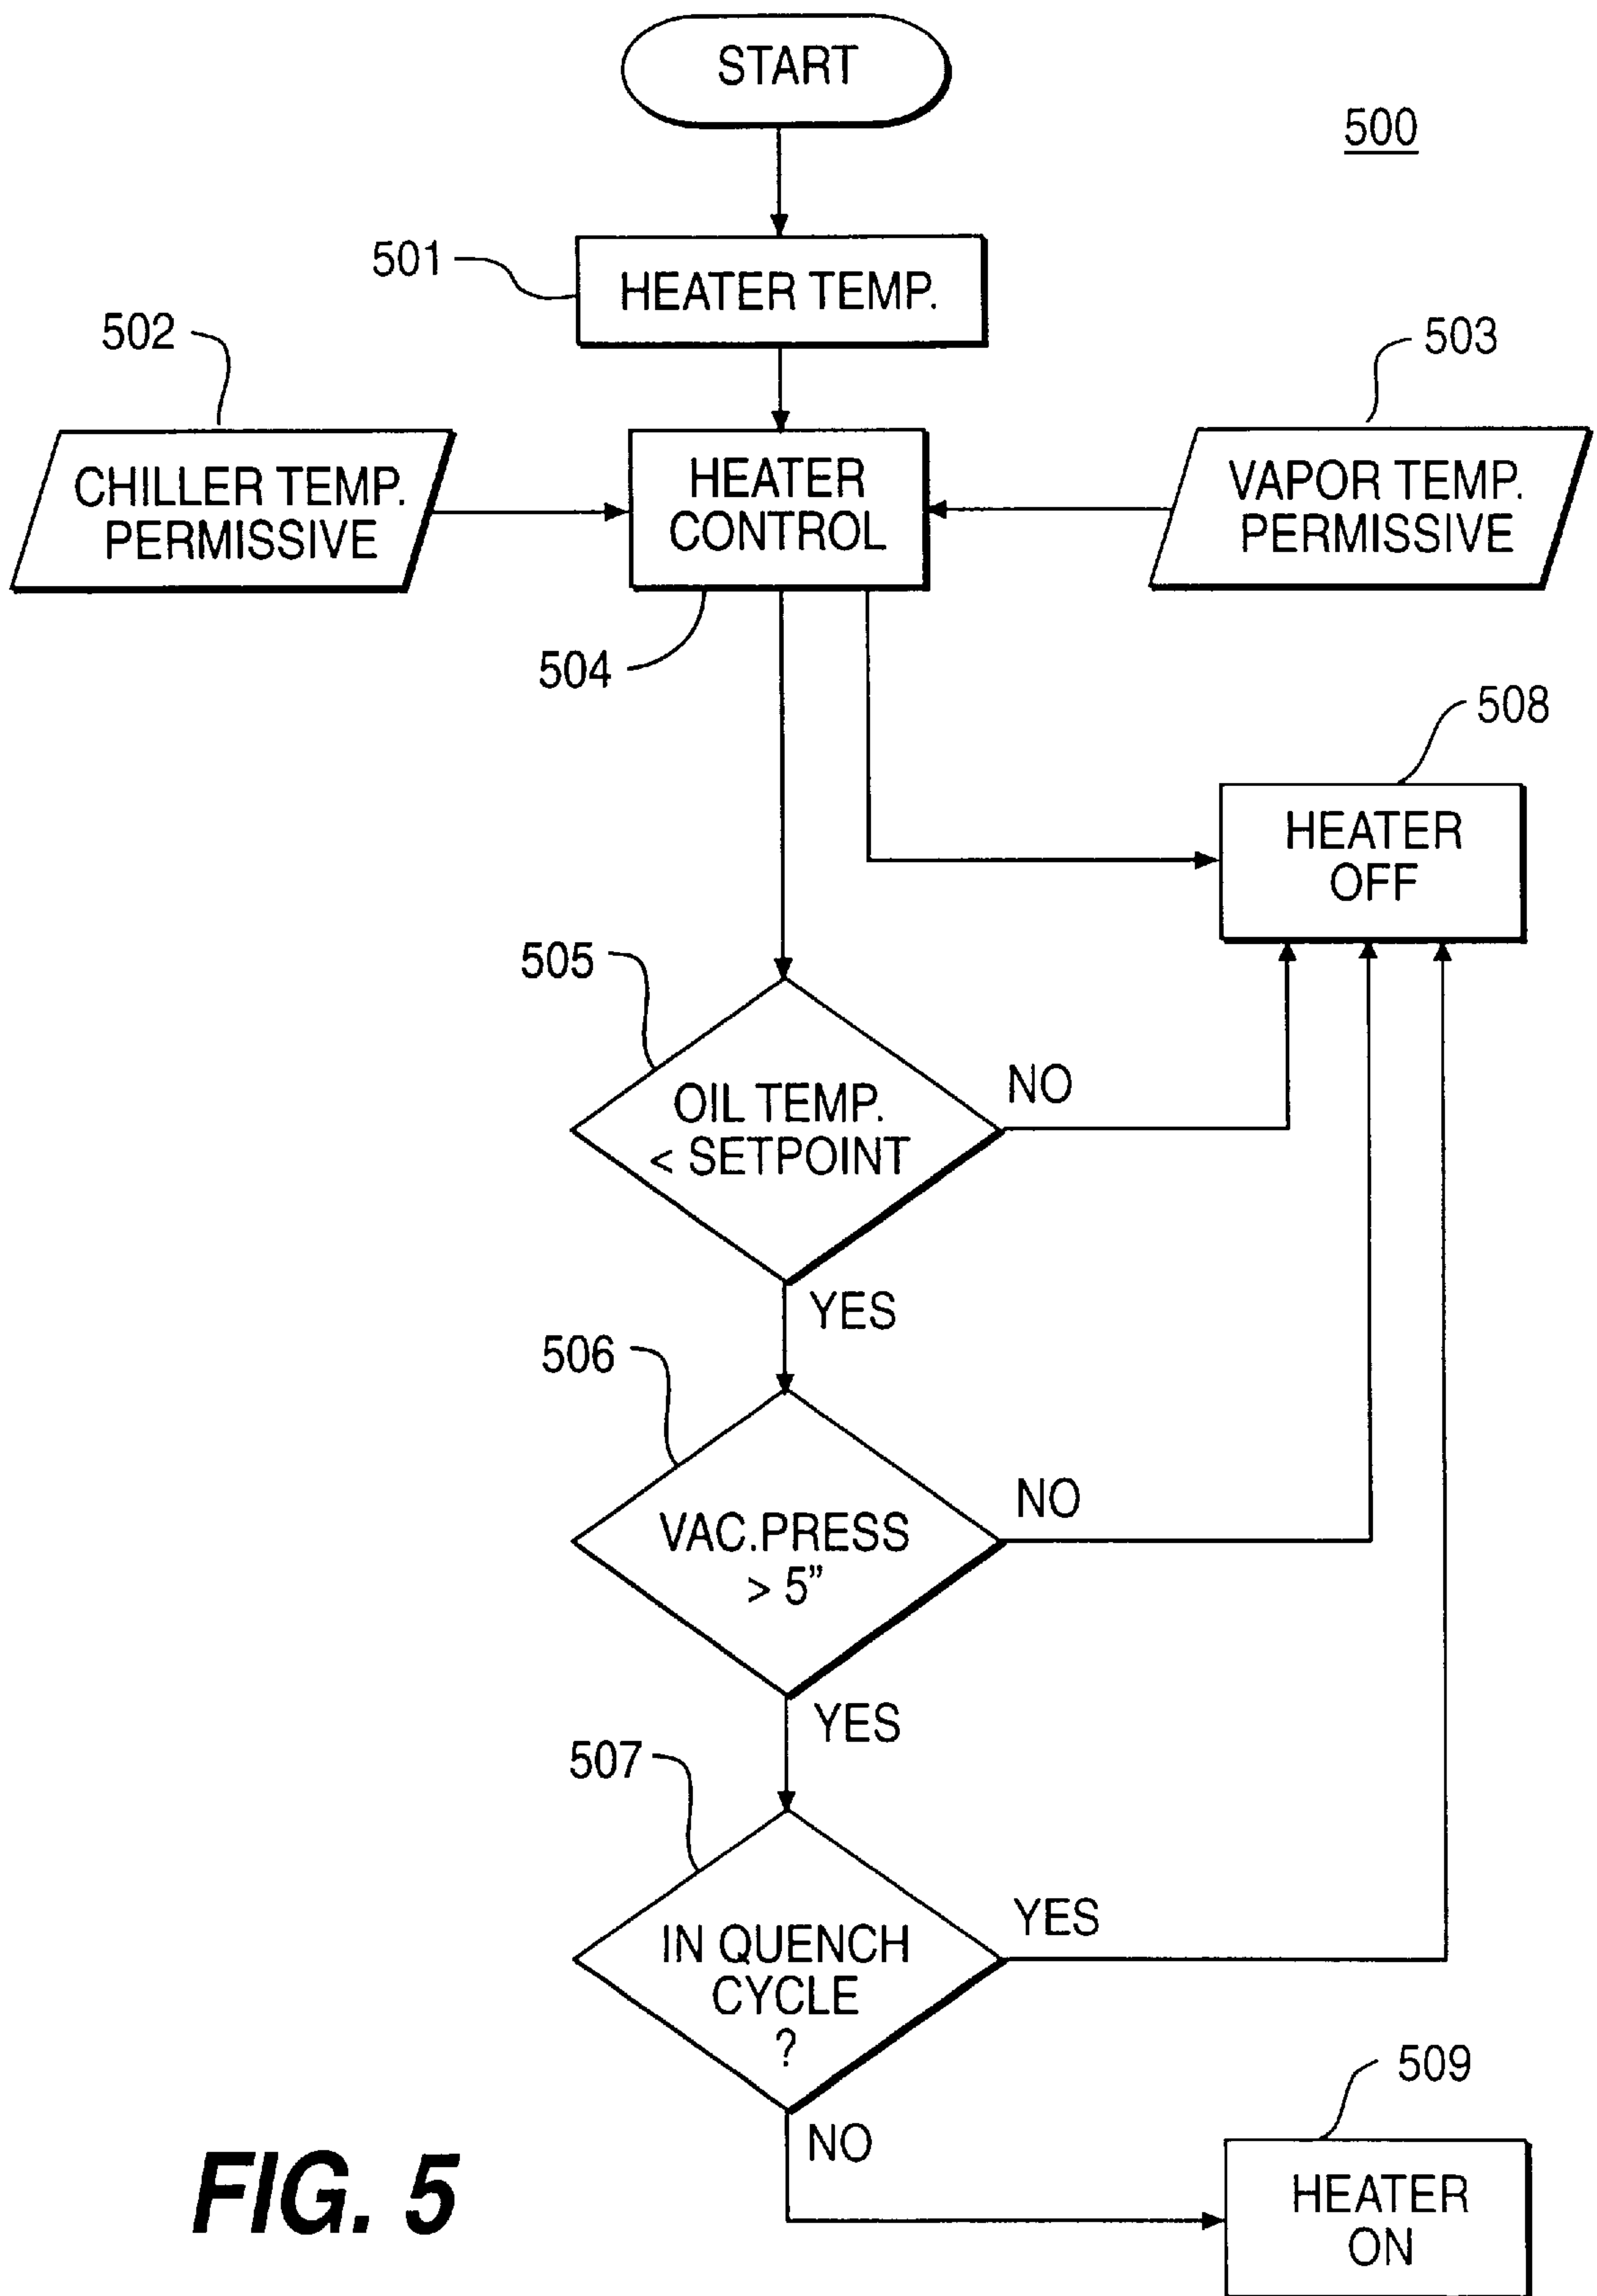 START
500
501
HEATER TEMP.
502
503
CHILLER TEMP.
PERMISSIVE
HEATER
CONTROL
VAPOR TEMP.
PERMISSIVE
504
508
HEATER
OFF
505
OIL TEMP.
< SETPOINT
NO
YES
506
VAC.PRESS
> 5”
NO
YES
507
IN QUENCH
CYCLE
?
YES
NO
509
HEATER
ON
FIG. 5